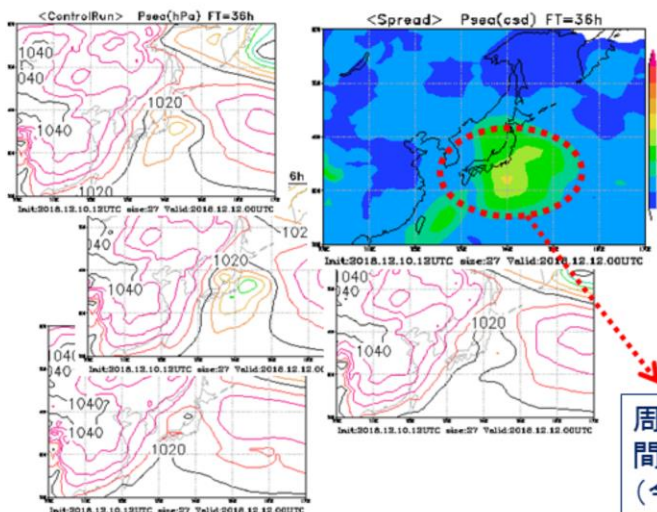 <ControlRun> Psea(hPa) FT=36h
1040
1040
1020
1020
Init:2018.12.10.12UTC size:27 Valid:2018.12.12.00UTC
<Spread> Psea(csd) FT=36h
Init:2018.12.10.12UTC size:27 Valid:2018.12.12.00UTC
6h
102
1020
1040
1020
Init:2018.12.10.12UTC size:27 Valid:2018.12.12.00UTC
1040
1020
1020
Init:2018.12.10.12UTC size:27 Valid:2018.12.12.00UTC
1040
1040
1020
Init:2018.12.10.12UTC size:27 Valid:2018.12.12.00UTC
周
間